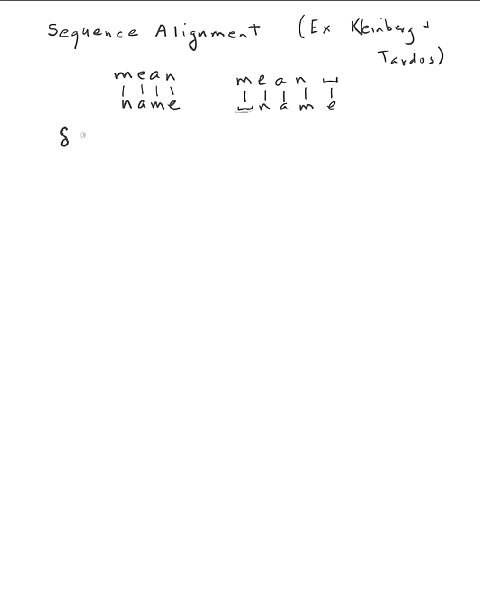 Sequence Alignment (Ex Kleinberg +
Tardos)
mean mean ␣
name ␣name
δ